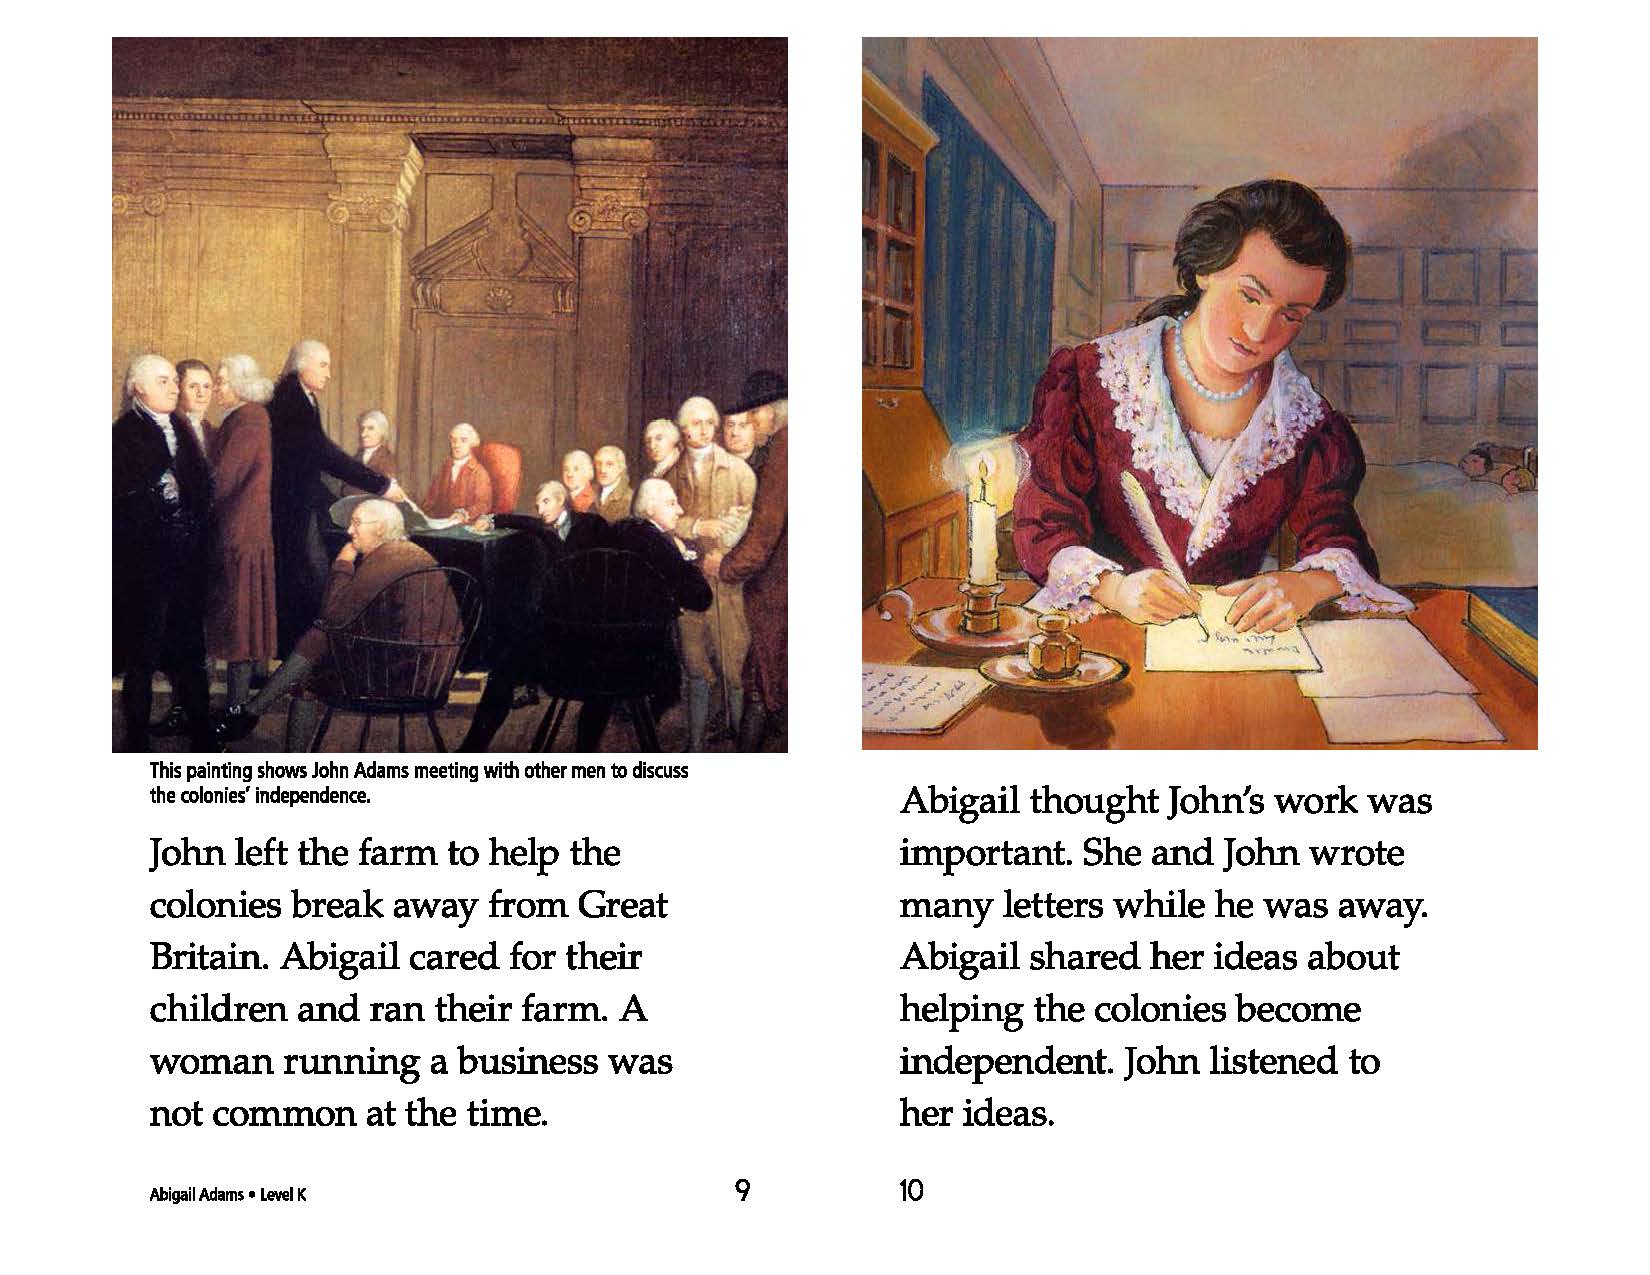 This painting shows John Adams meeting with other men to discuss
the colonies’ independence.
John left the farm to help the
colonies break away from Great
Britain. Abigail cared for their
children and ran their farm. A
woman running a business was
not common at the time.
Abigail Adams • Level K
9
Abigail thought John’s work was
important. She and John wrote
many letters while he was away.
Abigail shared her ideas about
helping the colonies become
independent. John listened to
her ideas.
10